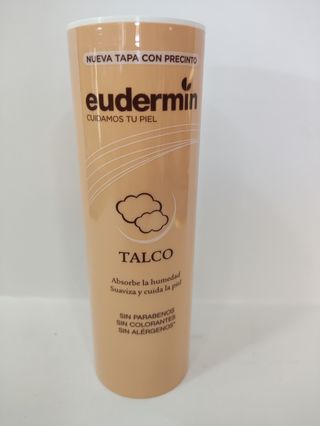 NUEVA TAPA CON PRECINTO
eudermin
CUIDAMOS TU PIEL
TALCO
Absorbe la humedad
Suaviza y cuida la piel
SIN PARABENOS
SIN COLORANTES
SIN ALÉRGENOS*